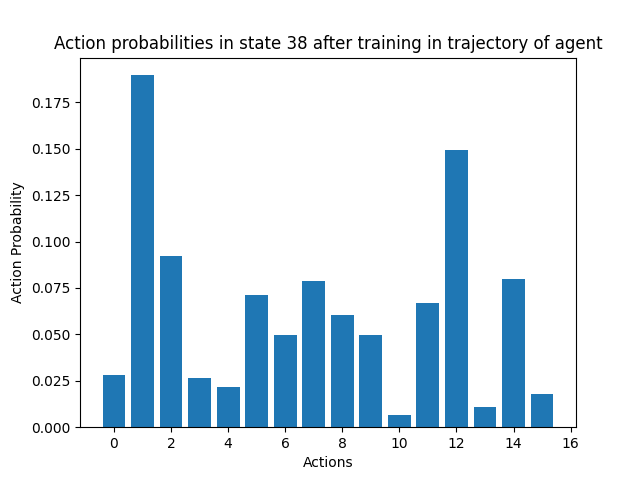 Action probabilities in state 38 after training in trajectory of agent
0.175
0.150
0.125
0.100
0.075
0.050
0.025
0.000
Action Probability
0 2 4 6 8 10 12 14 16
Actions